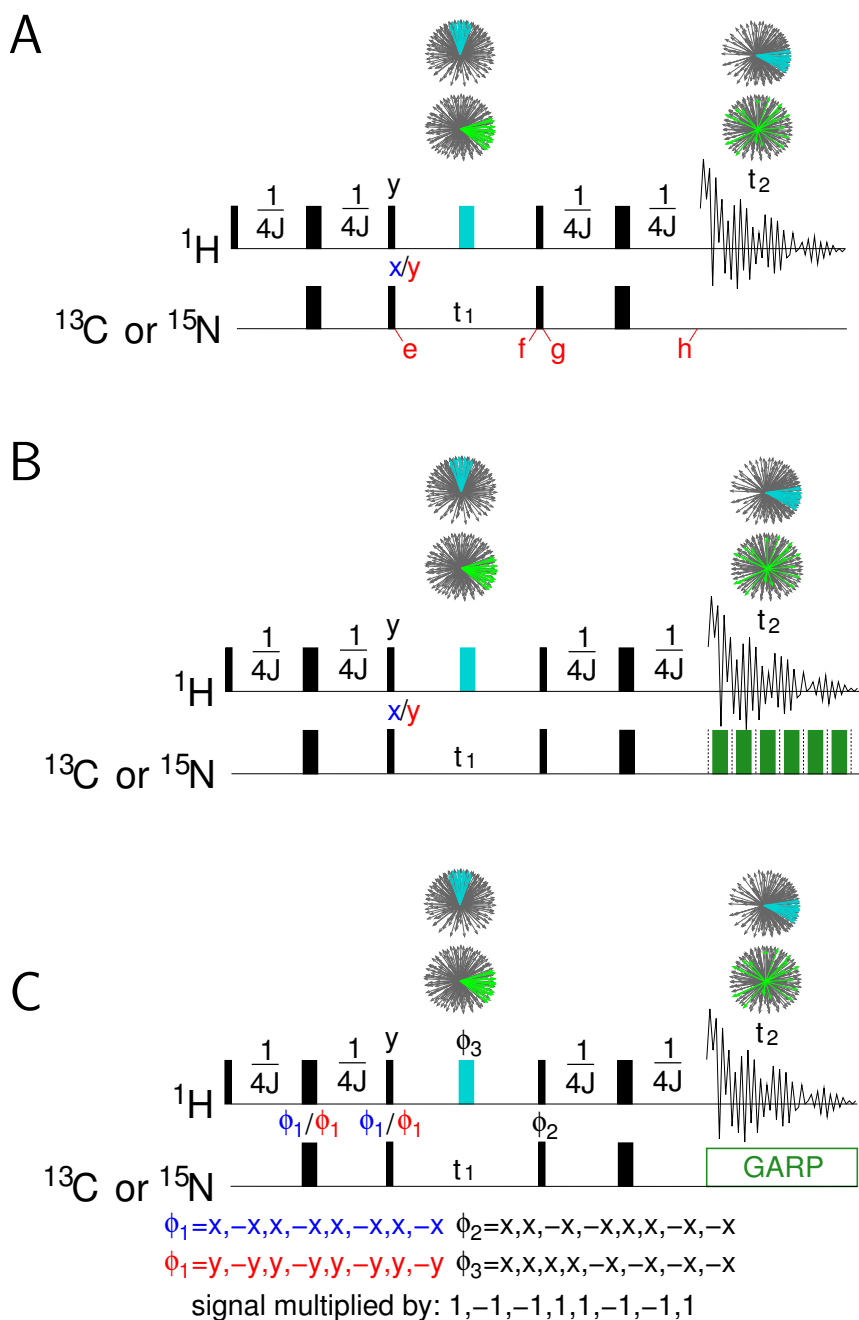 A
1/4J 1/4J y 1/4J 1/4J t2
1H
x/y
13C or 15N t1
e f g h
B
1/4J 1/4J y 1/4J 1/4J t2
1H
x/y
13C or 15N t1
C
1/4J 1/4J y ϕ3 1/4J 1/4J t2
1H
ϕ1/ϕ1 ϕ1/ϕ1 ϕ2
13C or 15N t1 GARP
ϕ1=x,−x,x,−x,x,−x,x,−x ϕ2=x,x,−x,−x,x,x,−x,−x
ϕ1=y,−y,y,−y,y,−y,y,−y ϕ3=x,x,x,x,−x,−x,−x,−x
signal multiplied by: 1,−1,−1,1,1,−1,−1,1